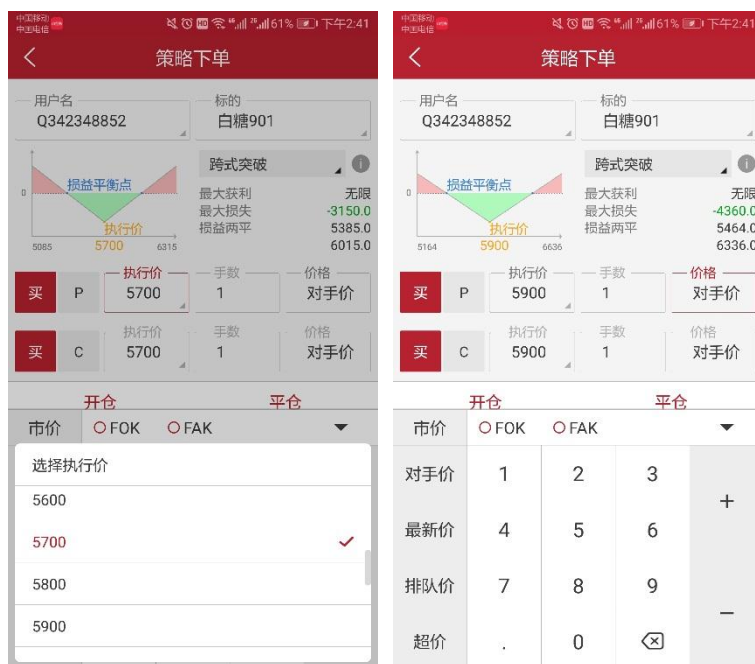 中国移动
中国电信
61% 下午2:41
策略下单
用户名
Q342348852
标的
白糖901
损益平衡点
0
执行价
5700
5085
6315
跨式突破
最大获利 无限
最大损失 -3150.0
损益两平 5385.0
6015.0
执行价 手数 价格
买 P 5700 1 对手价
执行价 手数 价格
买 C 5700 1 对手价
开仓 平仓
市价 FOK FAK
选择执行价
5600
5700
5800
5900
中国移动
中国电信
61% 下午2:41
策略下单
用户名
Q342348852
标的
白糖901
损益平衡点
0
执行价
5900
5164
6636
跨式突破
最大获利 无限
最大损失 -4360.0
损益两平 5464.0
6336.0
执行价 手数 价格
买 P 5900 1 对手价
执行价 手数 价格
买 C 5900 1 对手价
开仓 平仓
市价 FOK FAK
对手价 1 2 3 +
最新价 4 5 6
排队价 7 8 9 −
超价 . 0